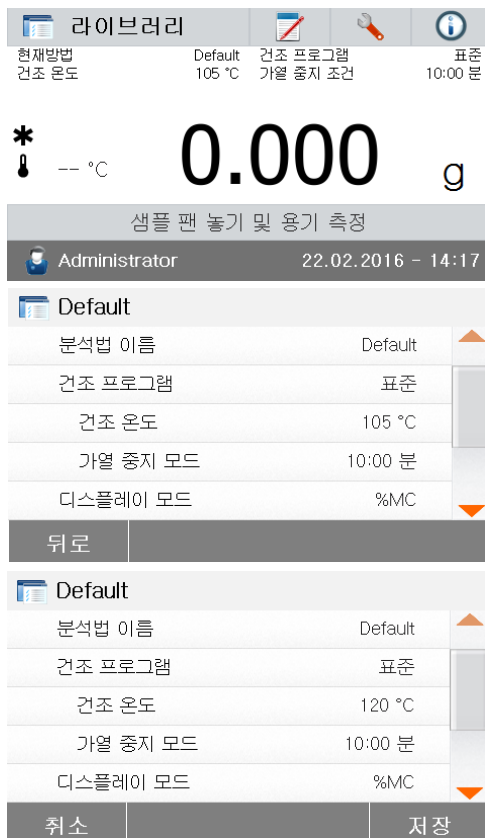 라이브러리
현재방법 Default 건조 프로그램 표준
건조 온도 105 °C 가열 중지 조건 10:00 분
-- °C 0.000 g
샘플 팬 놓기 및 용기 측정
Administrator 22.02.2016 - 14:17
Default
분석법 이름 Default
건조 프로그램 표준
건조 온도 105 °C
가열 중지 모드 10:00 분
디스플레이 모드 %MC
뒤로
Default
분석법 이름 Default
건조 프로그램 표준
건조 온도 120 °C
가열 중지 모드 10:00 분
디스플레이 모드 %MC
취소 저장